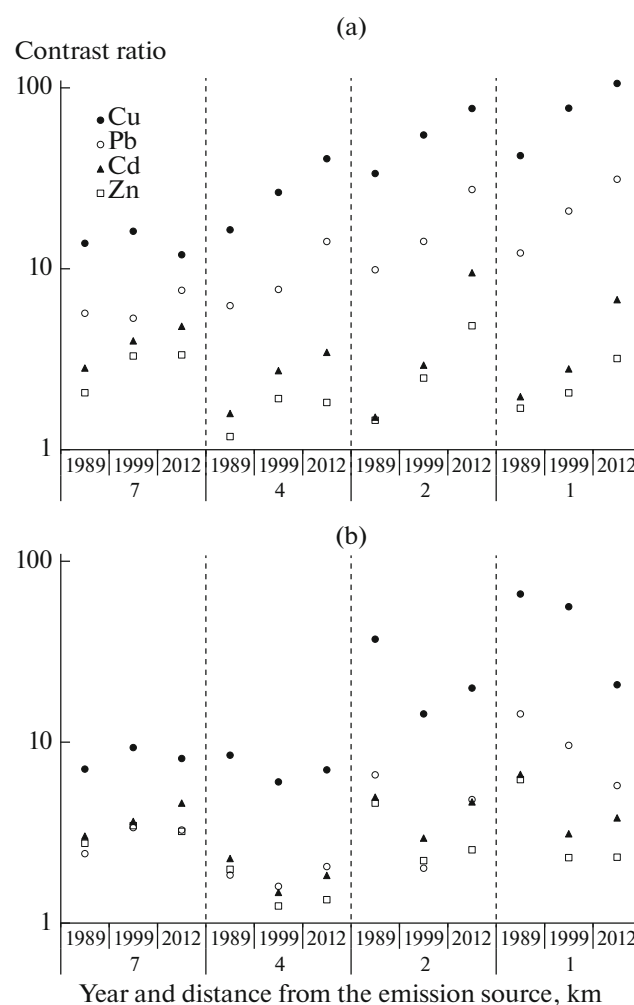 (a)
Contrast ratio
100
Cu
Pb
Cd
Zn
10
1
1989 1999 2012 1989 1999 2012 1989 1999 2012 1989 1999 2012
7 4 2 1
(b)
100
10
1
1989 1999 2012 1989 1999 2012 1989 1999 2012 1989 1999 2012
7 4 2 1
Year and distance from the emission source, km